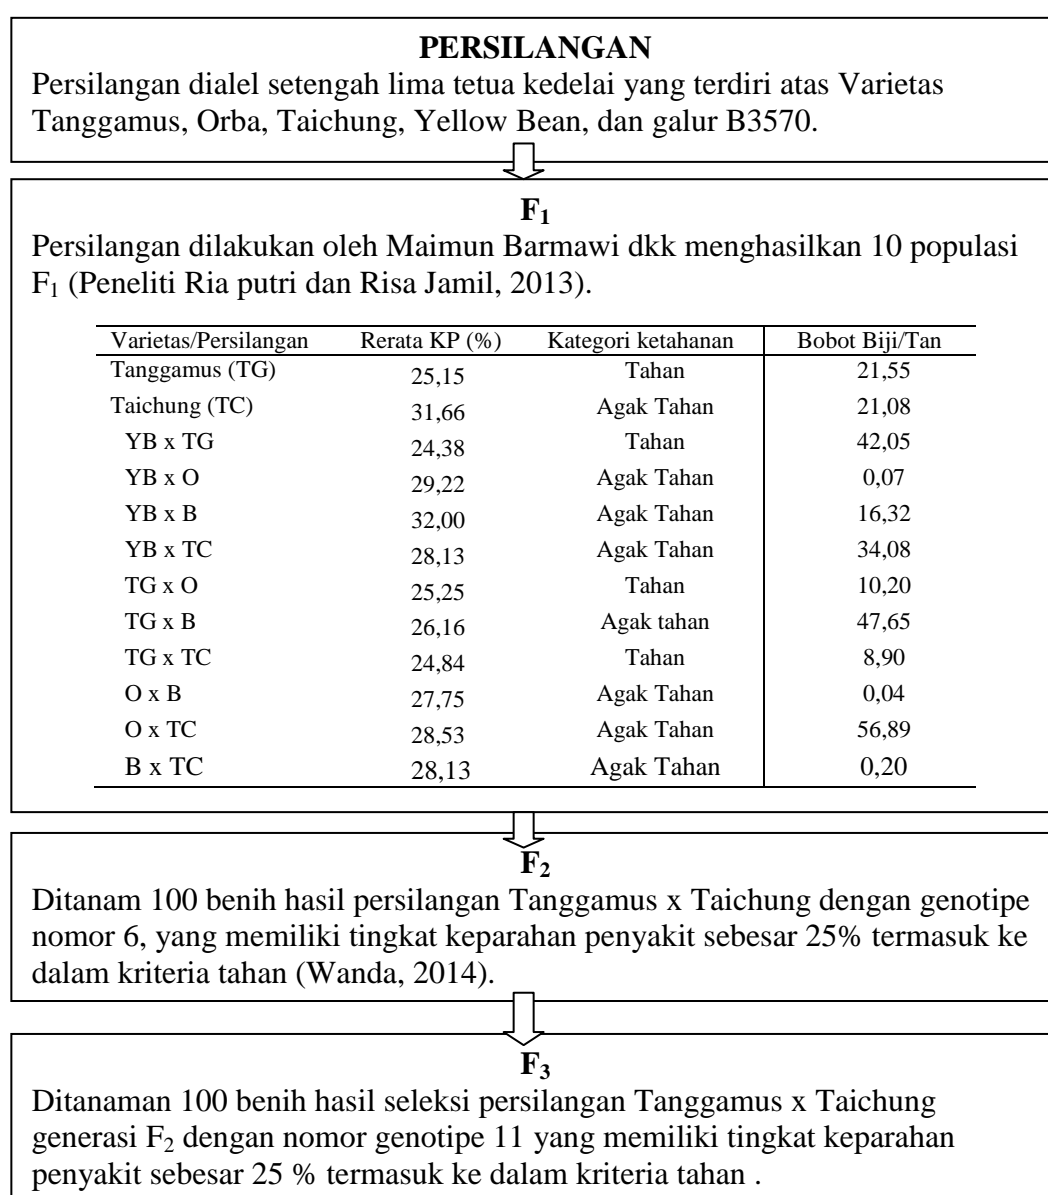 PERSILANGAN
Persilangan dialel setengah lima tetua kedelai yang terdiri atas Varietas
Tanggamus, Orba, Taichung, Yellow Bean, dan galur B3570.
F1
Persilangan dilakukan oleh Maimun Barmawi dkk menghasilkan 10 populasi
F1 (Peneliti Ria putri dan Risa Jamil, 2013).
Varietas/Persilangan Rerata KP (%) Kategori ketahanan Bobot Biji/Tan
Tanggamus (TG) 25,15 Tahan 21,55
Taichung (TC) 31,66 Agak Tahan 21,08
YB x TG 24,38 Tahan 42,05
YB x O 29,22 Agak Tahan 0,07
YB x B 32,00 Agak Tahan 16,32
YB x TC 28,13 Agak Tahan 34,08
TG x O 25,25 Tahan 10,20
TG x B 26,16 Agak tahan 47,65
TG x TC 24,84 Tahan 8,90
O x B 27,75 Agak Tahan 0,04
O x TC 28,53 Agak Tahan 56,89
B x TC 28,13 Agak Tahan 0,20
F2
Ditanam 100 benih hasil persilangan Tanggamus x Taichung dengan genotipe
nomor 6, yang memiliki tingkat keparahan penyakit sebesar 25% termasuk ke
dalam kriteria tahan (Wanda, 2014).
F3
Ditanaman 100 benih hasil seleksi persilangan Tanggamus x Taichung
generasi F2 dengan nomor genotipe 11 yang memiliki tingkat keparahan
penyakit sebesar 25 % termasuk ke dalam kriteria tahan .